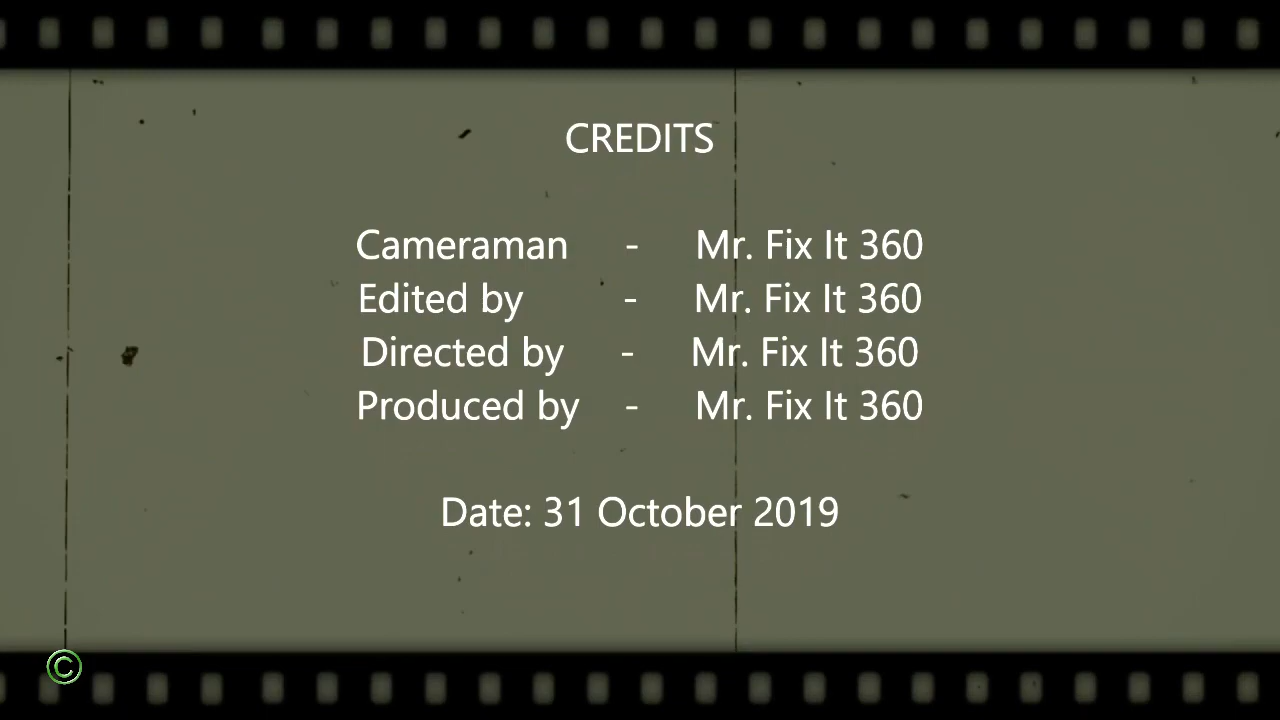 CREDITS
Cameraman - Mr. Fix It 360
Edited by - Mr. Fix It 360
Directed by - Mr. Fix It 360
Produced by - Mr. Fix It 360
Date: 31 October 2019
©